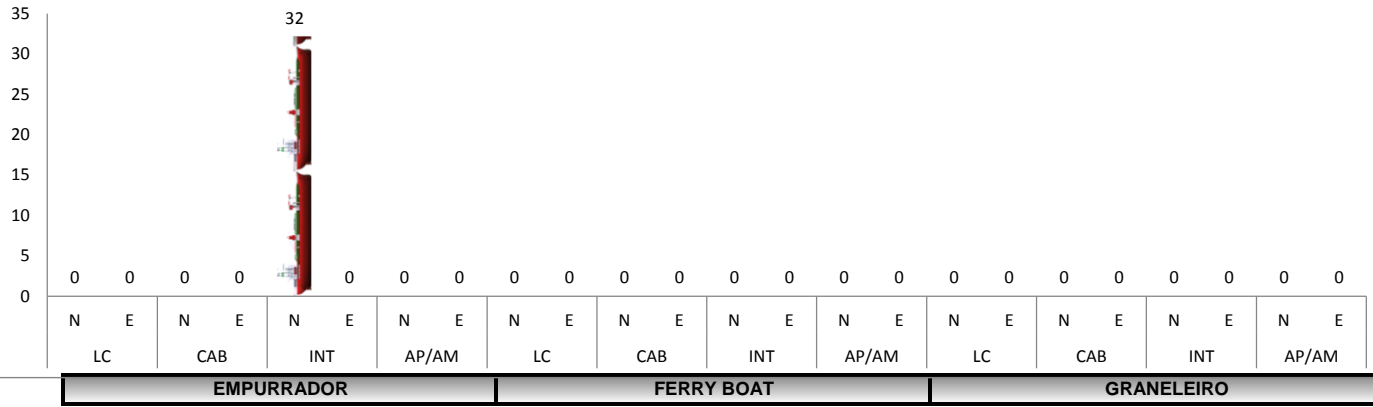 35
32
30
25
20
15
10
5
0 0 0 0 0 0 0 0 0 0 0 0 0 0 0 0 0 0 0 0 0 0 0
0
N E N E N E N E N E N E N E N E N E N E N E N E
LC CAB INT AP/AM LC CAB INT AP/AM LC CAB INT AP/AM
EMPURRADOR FERRY BOAT GRANELEIRO